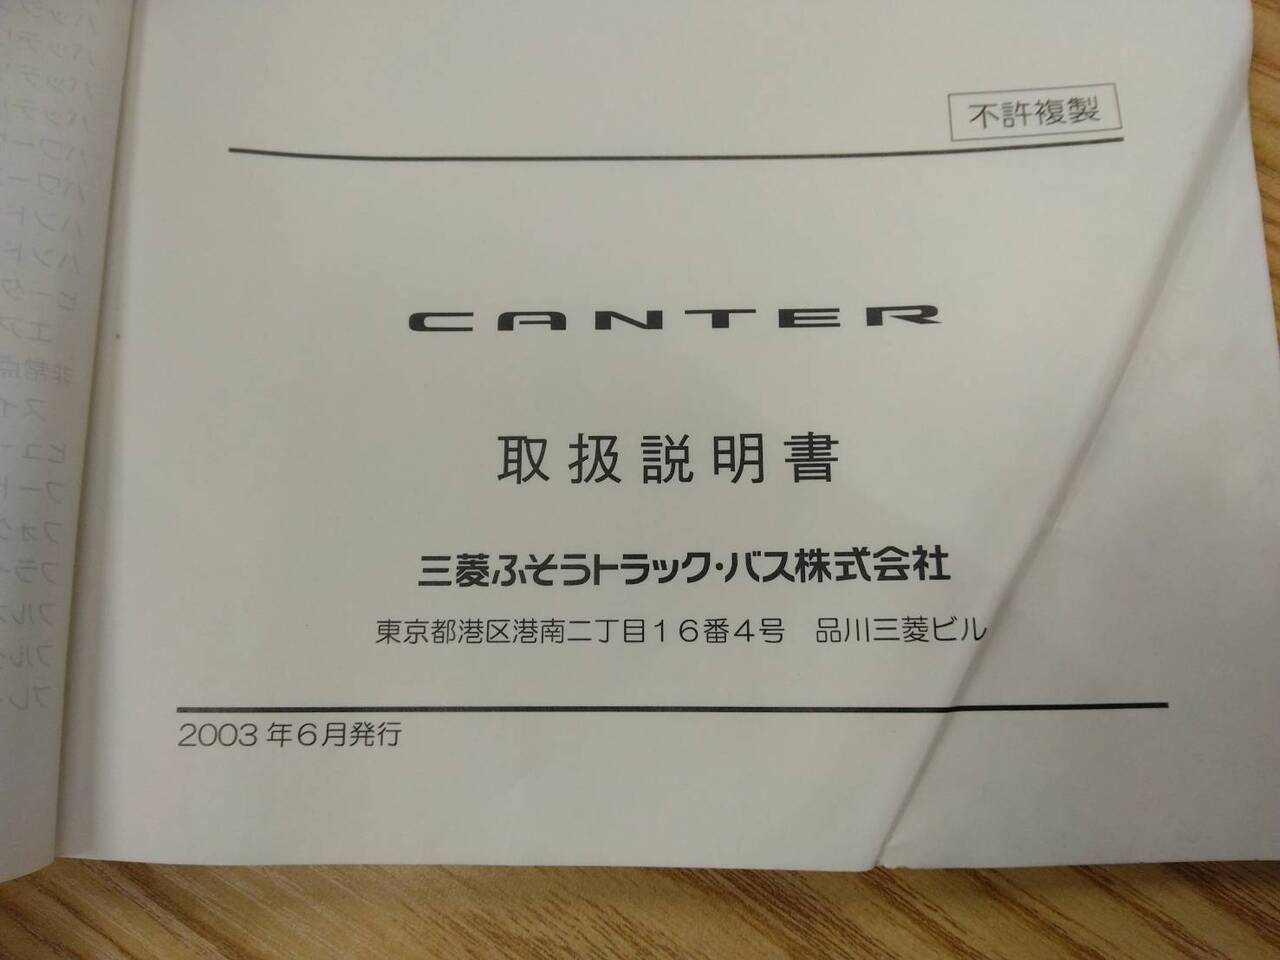 不許複製
CANTER
取扱説明書
三菱ふそうトラック・バス株式会社
東京都港区港南二丁目16番4号　品川三菱ビル
2003年6月発行